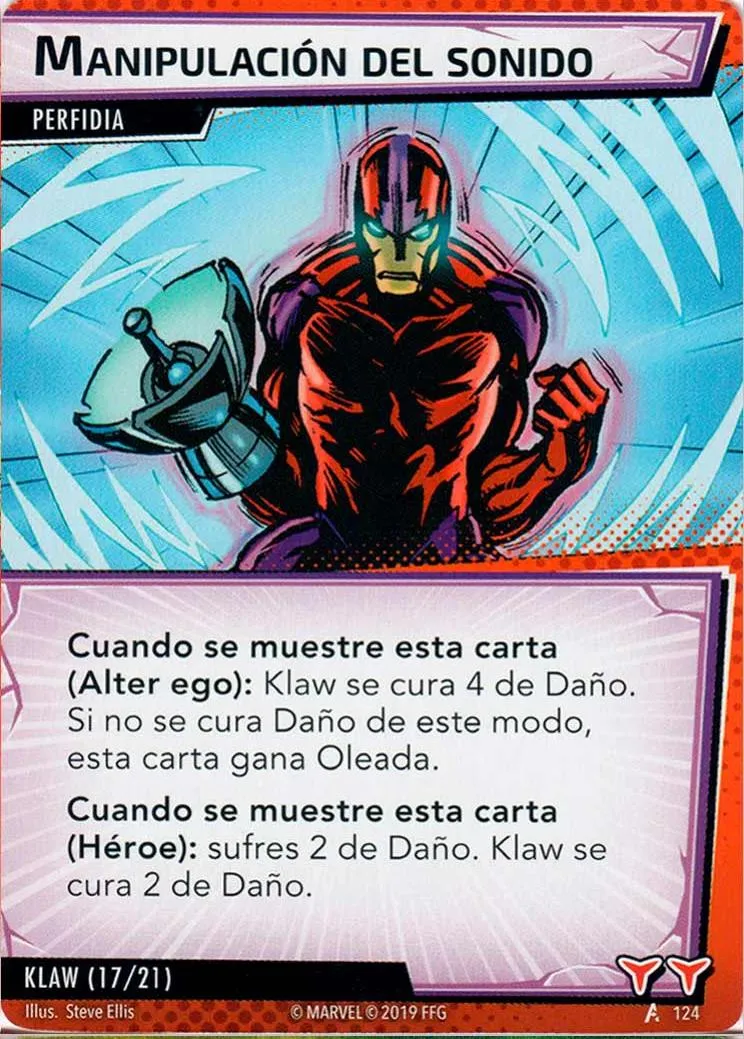 MANIPULACIÓN DEL SONIDO
PERFIDIA
Cuando se muestre esta carta
(Alter ego): Klaw se cura 4 de Daño.
Si no se cura Daño de este modo,
esta carta gana Oleada.
Cuando se muestre esta carta
(Héroe): sufres 2 de Daño. Klaw se
cura 2 de Daño.
KLAW (17/21)
Illus. Steve Ellis
© MARVEL © 2019 FFG
124